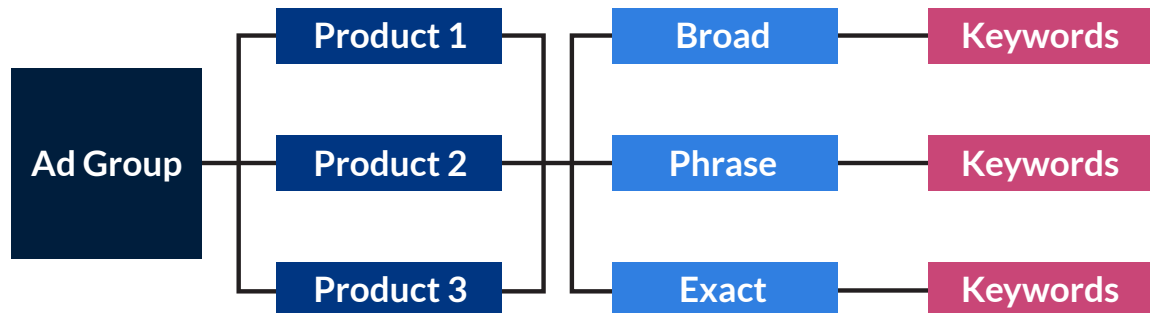 Ad Group
Product 1
Product 2
Product 3
Broad
Phrase
Exact
Keywords
Keywords
Keywords